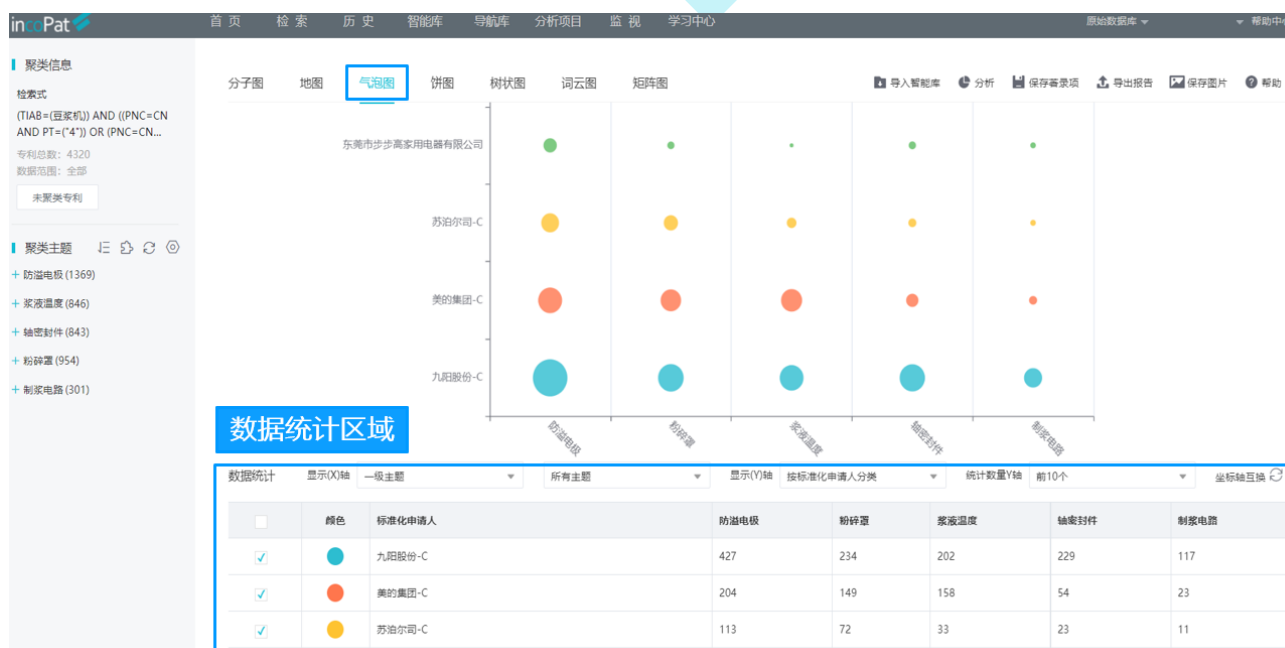 incoPat
首 页 检 索 历 史 智能库 导航库 分析项目 监 视 学习中心 原始数据库 帮助中心
聚类信息
检索式
(TIAB=(豆浆机)) AND ((PNC=CN
AND PT=("4")) OR (PNC=CN...
专利总数: 4320
数据范围: 全部
未聚类专利
聚类主题
+ 防溢电极 (1369)
+ 浆液温度 (846)
+ 轴密封件 (843)
+ 粉碎罩 (954)
+ 制浆电路 (301)
分子图 地图 气泡图 饼图 树状图 词云图 矩阵图 导入智能库 分析 保存著录项 导出报告 保存图片 帮助
东莞市步步高家用电器有限公司
苏泊尔司-C
美的集团-C
九阳股份-C
防溢电极 粉碎罩 浆液温度 轴密封件 制浆电路
数据统计区域
数据统计 显示(X)轴 一级主题 所有主题 显示(Y)轴 按标准化申请人分类 统计数量Y轴 前10个 坐标轴互换
颜色 标准化申请人 防溢电极 粉碎罩 浆液温度 轴密封件 制浆电路
九阳股份-C 427 234 202 229 117
美的集团-C 204 149 158 54 23
苏泊尔司-C 113 72 33 23 11